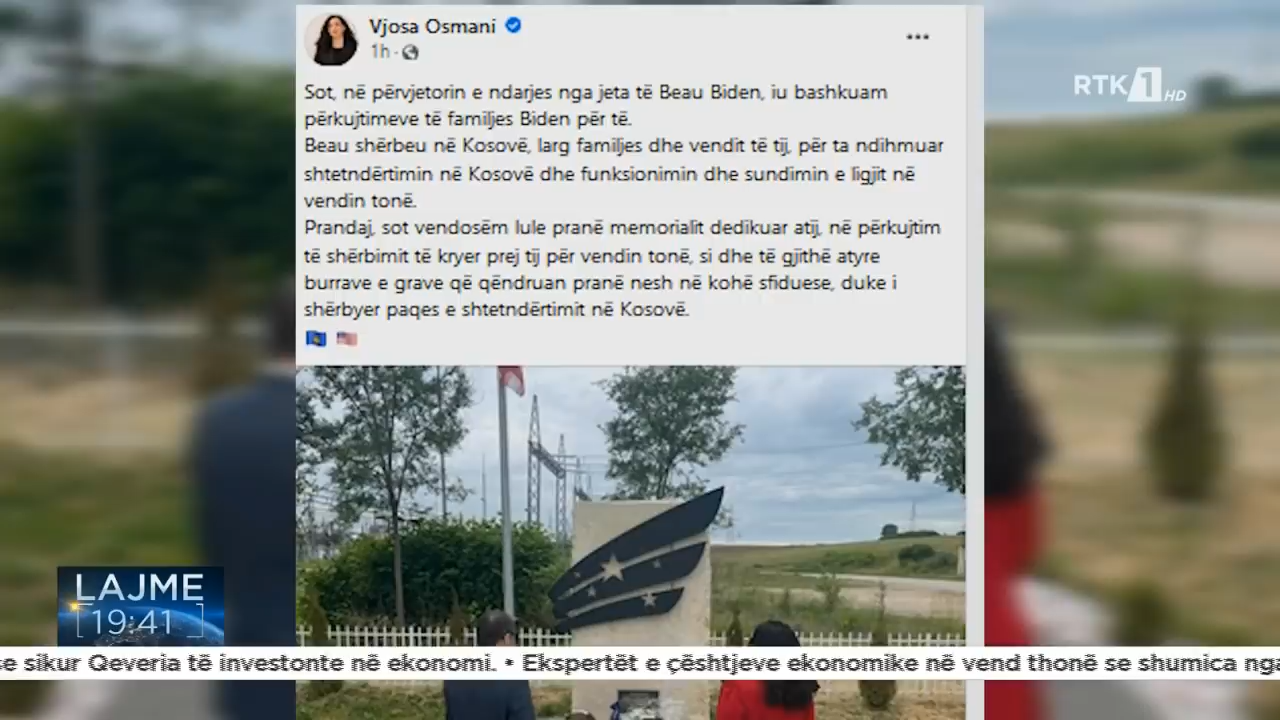 Vjosa Osmani
1h
RTK 1 HD
Sot, në përvjetorin e ndarjes nga jeta të Beau Biden, iu bashkuam
përkujtimeve të familjes Biden për të.
Beau shërbeu në Kosovë, larg familjes dhe vendit të tij, për ta ndihmuar
shtetndërtimin në Kosovë dhe funksionimin dhe sundimin e ligjit në
vendin tonë.
Prandaj, sot vendosëm lule pranë memorialit dedikuar atij, në përkujtim
të shërbimit të kryer prej tij për vendin tonë, si dhe të gjithë atyre
burrave e grave që qëndruan pranë nesh në kohë sfiduese, duke i
shërbyer paqes e shtetndërtimit në Kosovë.
LAJME
19:41
se sikur Qeveria të investonte në ekonomi. • Ekspertët e çështjeve ekonomike në vend thonë se shumica nga